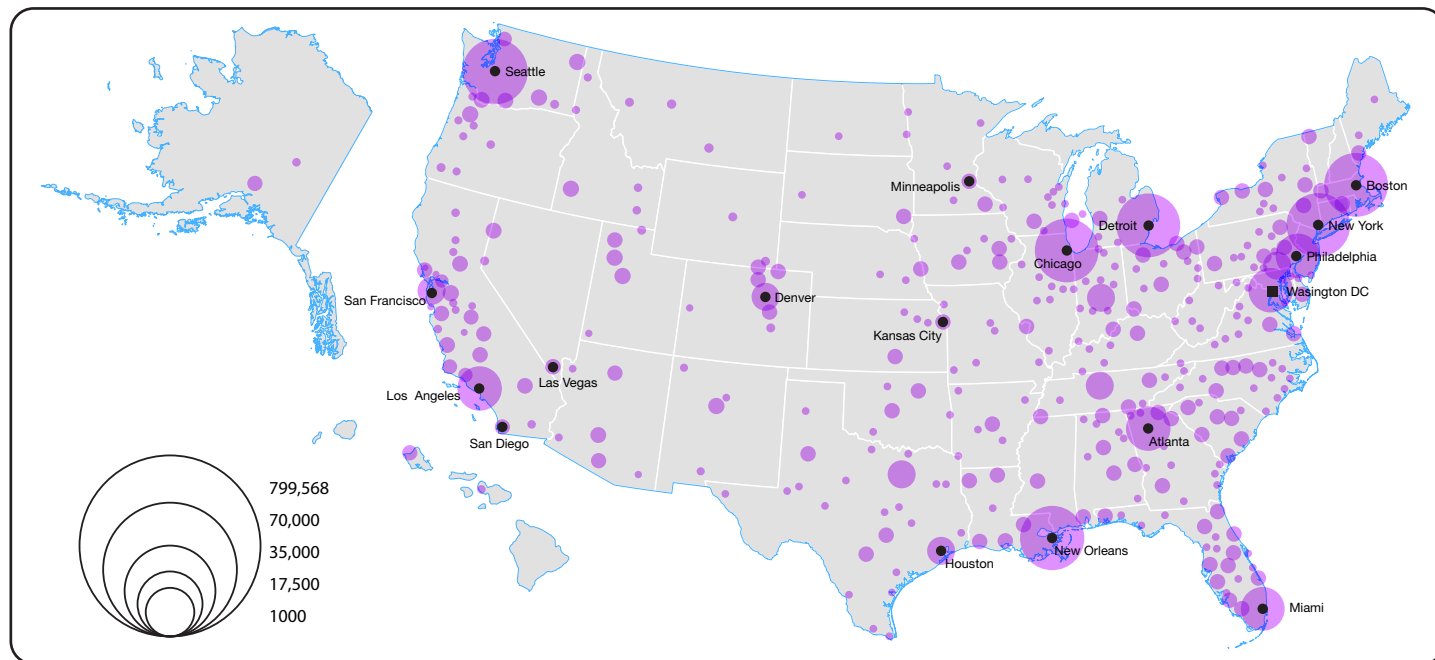 Seattle
Minneapolis
Boston
Detroit
New York
Chicago
Philadelphia
San Francisco
Denver
Wasington DC
Kansas City
Las Vegas
Los  Angeles
San Diego
Atlanta
799,568
70,000
New Orleans
35,000
Houston
17,500
Miami
1000